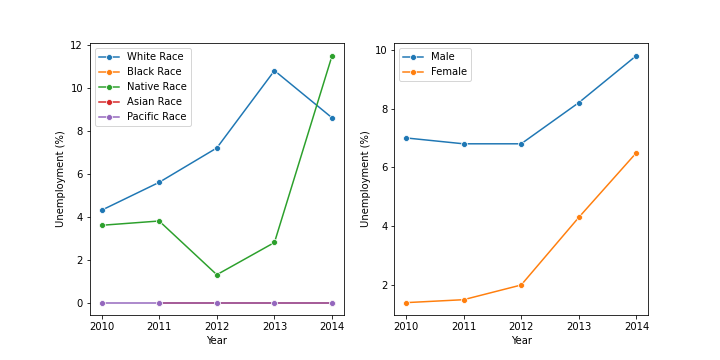 12
10
8
6
4
2
0
Unemployment (%)
White Race
Black Race
Native Race
Asian Race
Pacific Race
2010 2011 2012 2013 2014
Year
10
8
6
4
2
Unemployment (%)
Male
Female
2010 2011 2012 2013 2014
Year